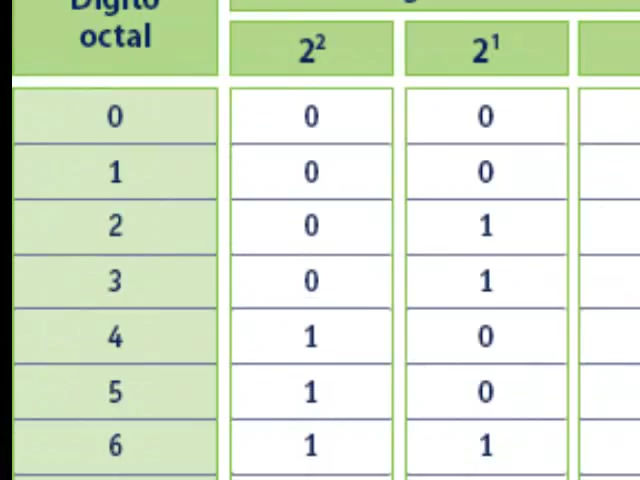 Dígito
octal
2² 2¹
0 0 0
1 0 0
2 0 1
3 0 1
4 1 0
5 1 0
6 1 1